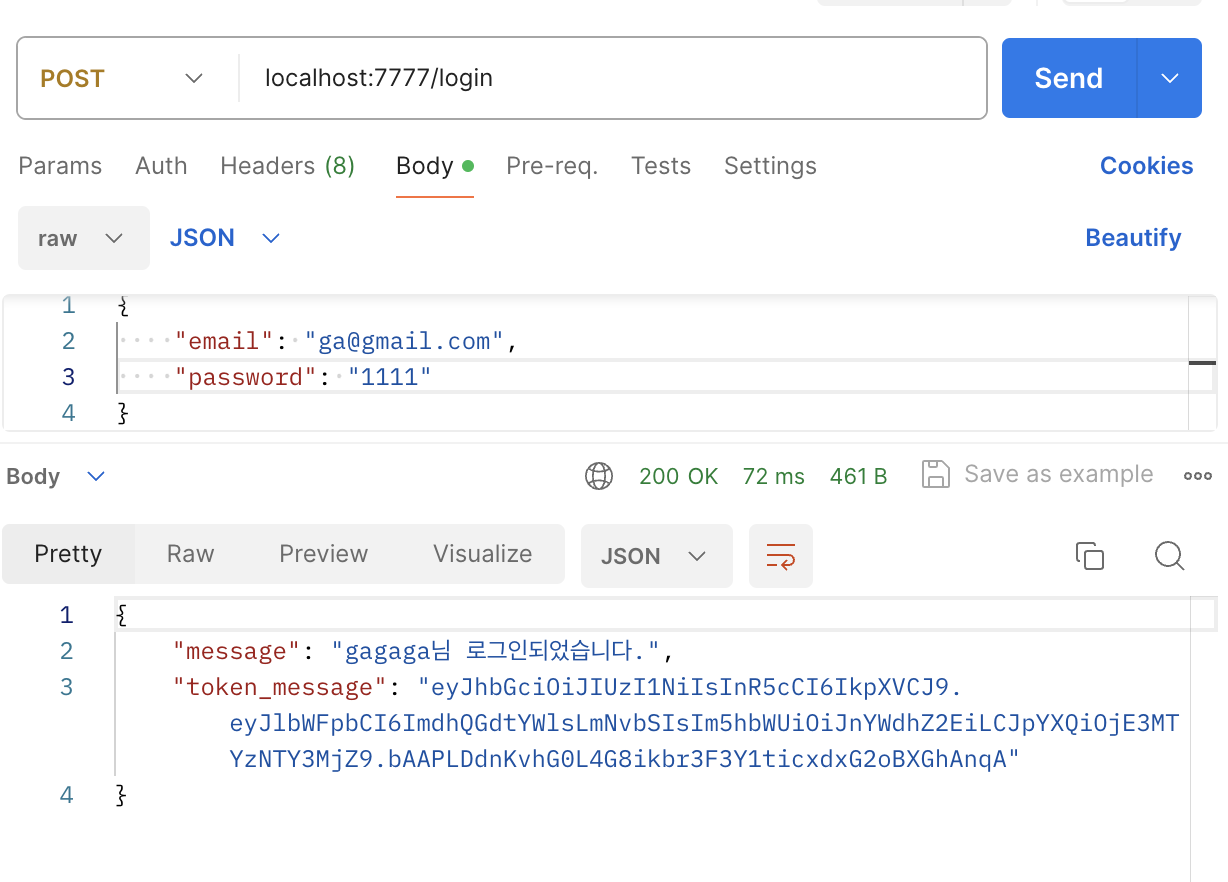 POST localhost:7777/login Send
Params Auth Headers (8) Body Pre-req. Tests Settings Cookies
raw JSON Beautify
1 {
2 "email": "ga@gmail.com",
3 "password": "1111"
4 }
Body 200 OK 72 ms 461 B Save as example
Pretty Raw Preview Visualize JSON
1 {
2 "message": "gagaga님 로그인되었습니다.",
3 "token_message": "eyJhbGciOiJIUzI1NiIsInR5cCI6IkpXVCJ9.
eyJlbWFpbCI6ImdhQGdtYWlsLmNvbSIsIm5hbWUiOiJnYWdhZ2EiLCJpYXQiOjE3MT
YzNTY3MjZ9.bAAPLDdnKvhG0L4G8ikbr3F3Y1ticxdxG2oBXGhAnqA"
4 }